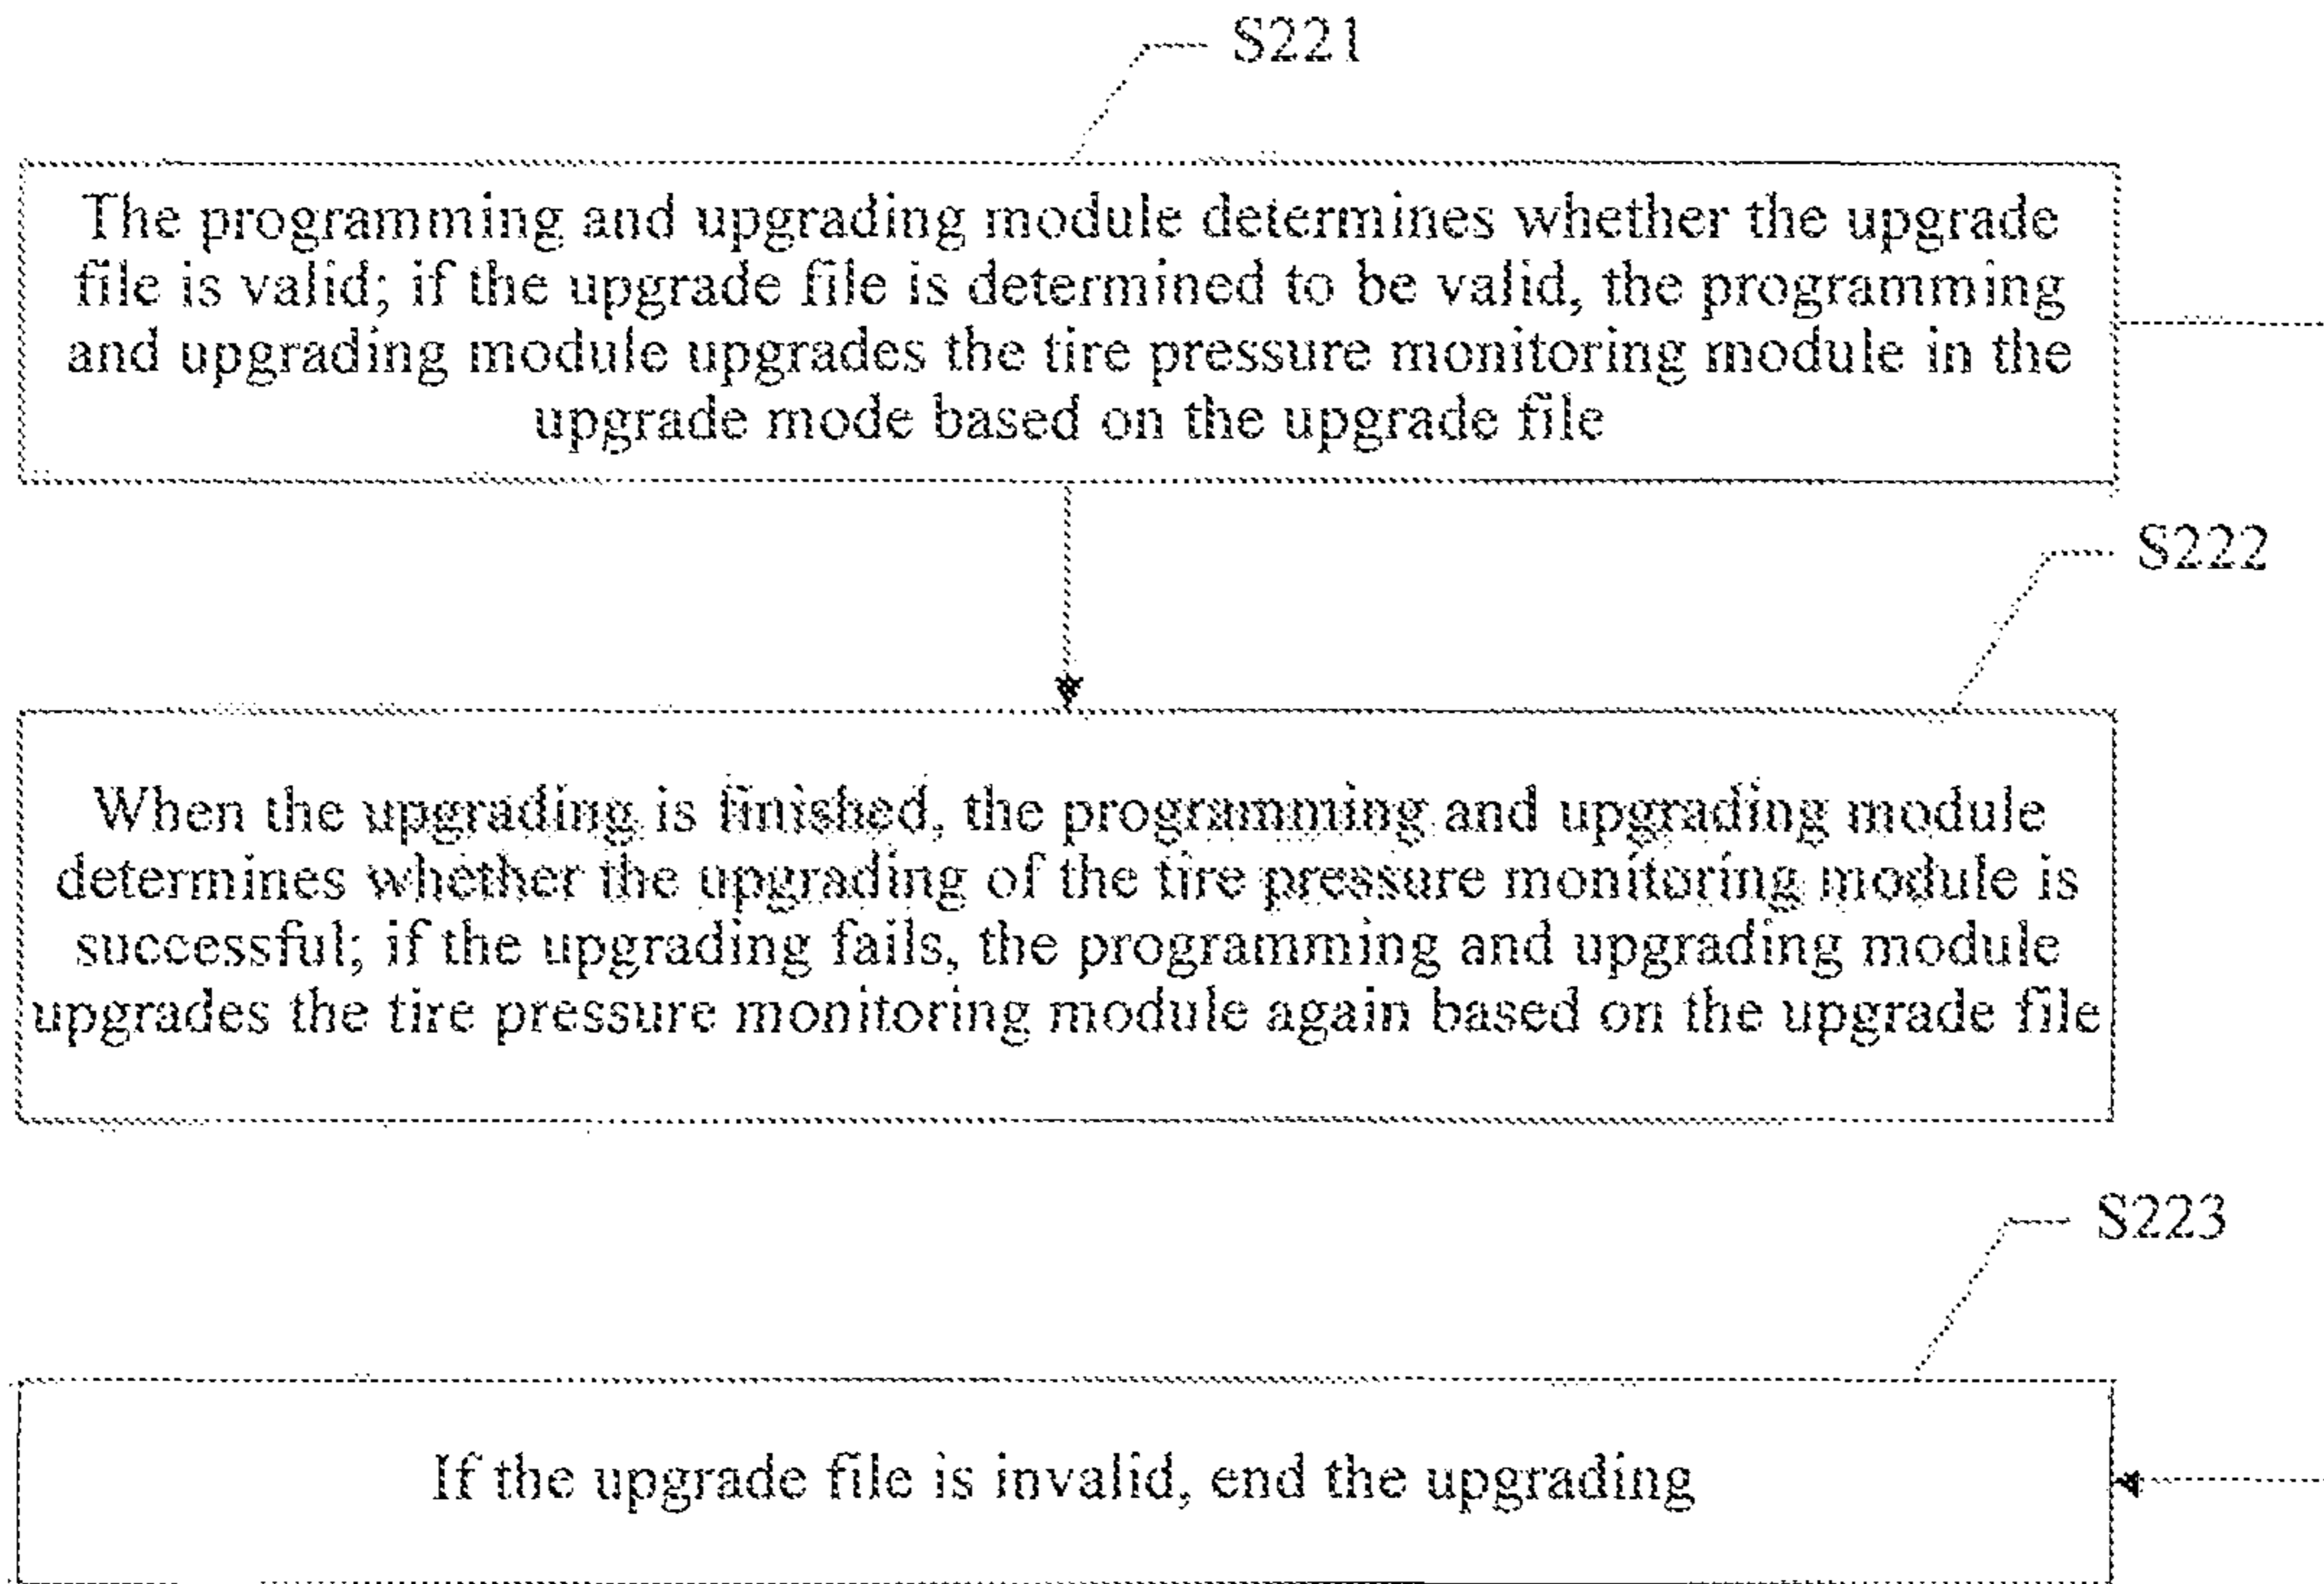 S221
The programming and upgrading module determines whether the upgrade
file is valid; if the upgrade file is determined to be valid, the programming
and upgrading module upgrades the tire pressure monitoring module in the
upgrade mode based on the upgrade file
S222
When the upgrading is finished, the programming and upgrading module
determines whether the upgrading of the tire pressure monitoring module is
successful; if the upgrading fails, the programming and upgrading module
upgrades the tire pressure monitoring module again based on the upgrade file
S223
If the upgrade file is invalid, end the upgrading